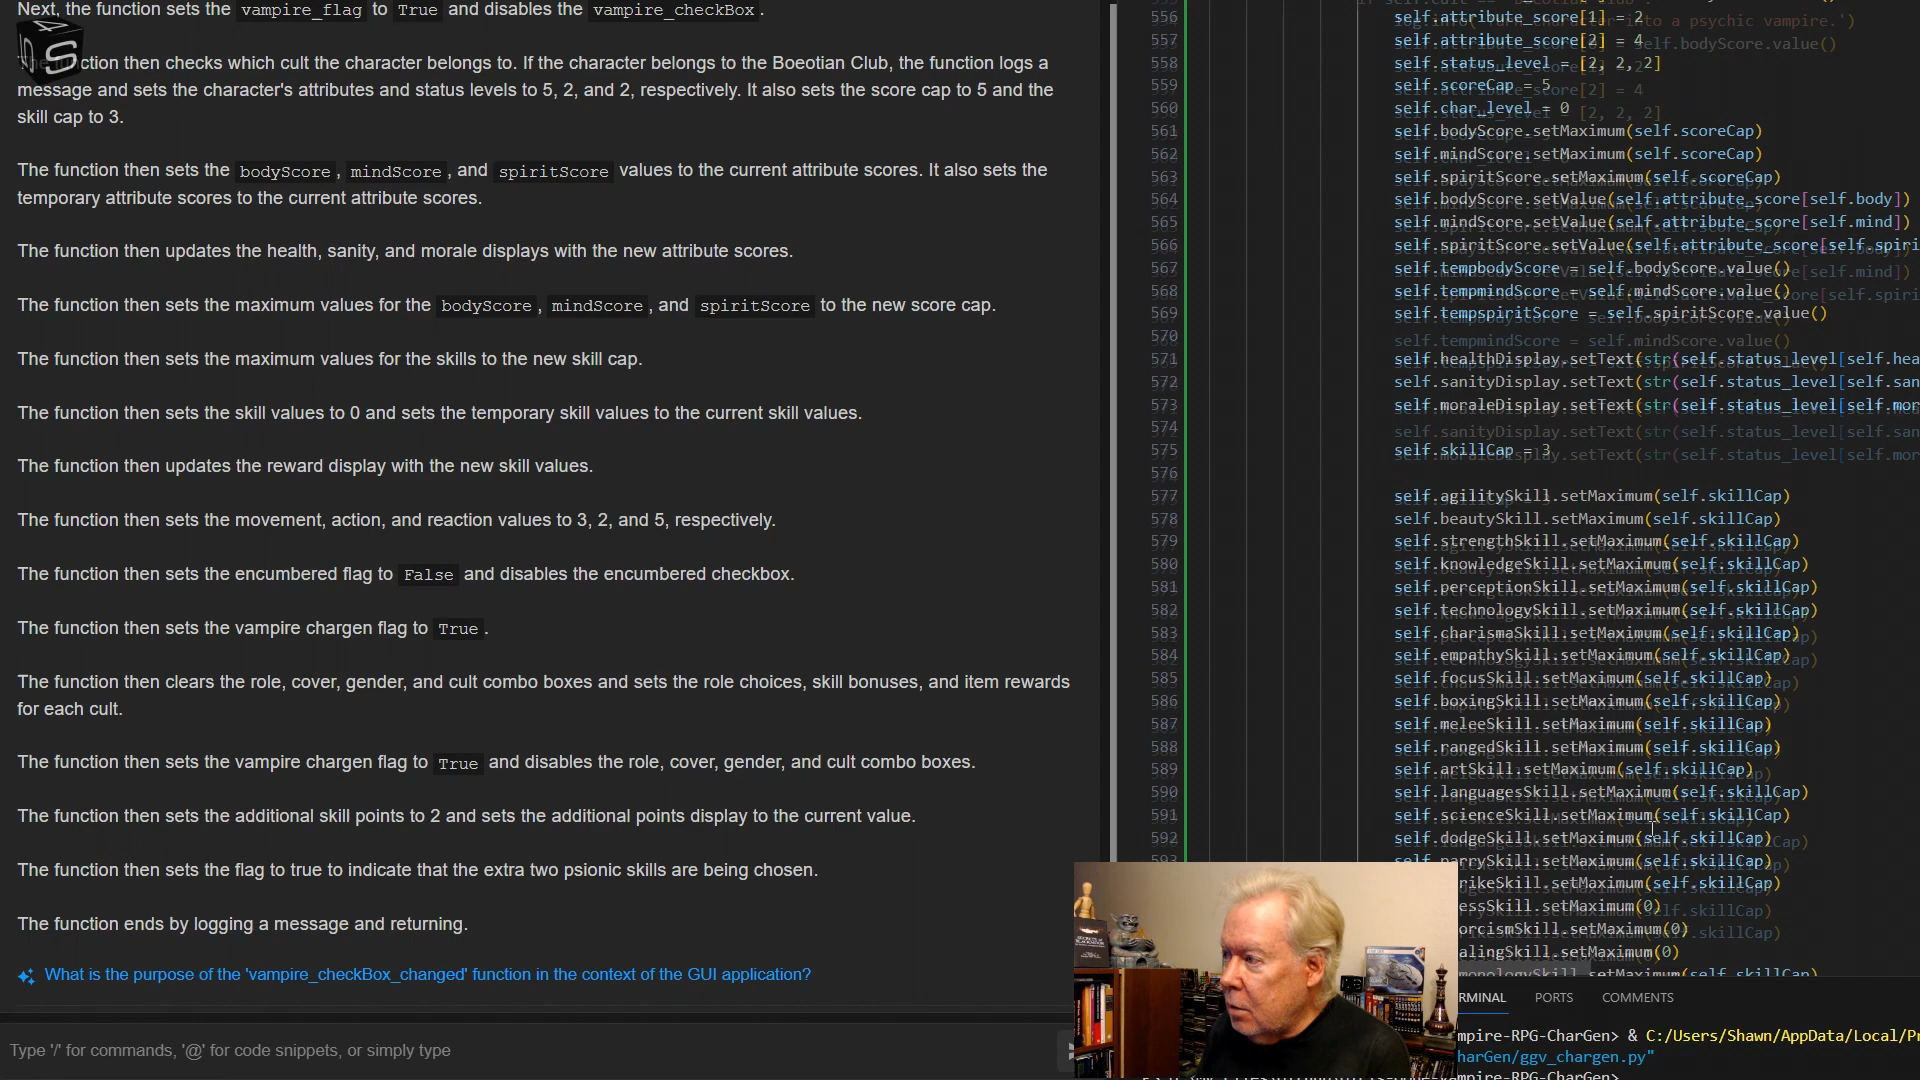 Next, the function sets the vampire_flag to True and disables the vampire_checkBox.
function then checks which cult the character belongs to. If the character belongs to the Boeotian Club, the function logs a
message and sets the character's attributes and status levels to 5, 2, and 2, respectively. It also sets the score cap to 5 and the
skill cap to 3.
The function then sets the bodyScore, mindScore, and spiritScore values to the current attribute scores. It also sets the
temporary attribute scores to the current attribute scores.
The function then updates the health, sanity, and morale displays with the new attribute scores.
The function then sets the maximum values for the bodyScore, mindScore, and spiritScore to the new score cap.
The function then sets the maximum values for the skills to the new skill cap.
The function then sets the skill values to 0 and sets the temporary skill values to the current skill values.
The function then updates the reward display with the new skill values.
The function then sets the movement, action, and reaction values to 3, 2, and 5, respectively.
The function then sets the encumbered flag to False and disables the encumbered checkbox.
The function then sets the vampire chargen flag to True.
The function then clears the role, cover, gender, and cult combo boxes and sets the role choices, skill bonuses, and item rewards
for each cult.
The function then sets the vampire chargen flag to True and disables the role, cover, gender, and cult combo boxes.
The function then sets the additional skill points to 2 and sets the additional points display to the current value.
The function then sets the flag to true to indicate that the extra two psionic skills are being chosen.
The function ends by logging a message and returning.
What is the purpose of the 'vampire_checkBox_changed' function in the context of the GUI application?
Type '/' for commands, '@' for code snippets, or simply type
556 self.attribute_score[1] = 2
557 self.attribute_score[2] = 4
558 self.status_level = [2, 2,2]
559 self.scoreCap = 5
560 self.char_level = 0
561 self.bodyScore.setMaximum(self.scoreCap)
562 self.mindScore.setMaximum(self.scoreCap)
563 self.spiritScore.setMaximum(self.scoreCap)
564 self.bodyScore.setValue(self.attribute_score[self.body])
565 self.mindScore.setValue(self.attribute_score[self.mind])
566 self.spiritScore.setValue(self.attribute_score[self.spiri
567 self.tempbodyScore = self.bodyScore.value()
568 self.tempmindScore = self.mindScore.value()
569 self.tempspiritScore = self.spiritScore.value()
570
571 self.healthDisplay.setText(str(self.status_level[self.hea
572 self.sanityDisplay.setText(str(self.status_level[self.san
573 self.moraleDisplay.setText(str(self.status_level[self.mor
574
575 self.skillCap = 3
576
577 self.agilitySkill.setMaximum(self.skillCap)
578 self.beautySkill.setMaximum(self.skillCap)
579 self.strengthSkill.setMaximum(self.skillCap)
580 self.knowledgeSkill.setMaximum(self.skillCap)
581 self.perceptionSkill.setMaximum(self.skillCap)
582 self.technologySkill.setMaximum(self.skillCap)
583 self.charismaSkill.setMaximum(self.skillCap)
584 self.empathySkill.setMaximum(self.skillCap)
585 self.focusSkill.setMaximum(self.skillCap)
586 self.boxingSkill.setMaximum(self.skillCap)
587 self.meleeSkill.setMaximum(self.skillCap)
588 self.rangedSkill.setMaximum(self.skillCap)
589 self.artSkill.setMaximum(self.skillCap)
590 self.languagesSkill.setMaximum(self.skillCap)
591 self.scienceSkill.setMaximum(self.skillCap)
592 self.dodgeSkill.setMaximum(self.skillCap)
593 self.parrySkill.setMaximum(self.skillCap)
rikeSkill.setMaximum(self.skillCap)
essSkill.setMaximum(0)
orcismSkill.setMaximum(0)
alingSkill.setMaximum(0)
monologySkill.setMaximum(self.skillCap)
RMINAL PORTS COMMENTS
mpire-RPG-CharGen> & C:/Users/Shawn/AppData/Local/Pr
harGen/ggv_chargen.py"
mpire-RPG-CharGen>